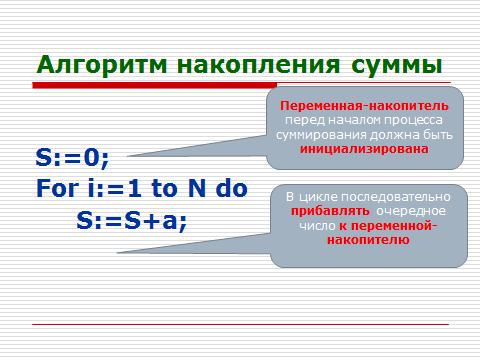 Алгоритм накопления суммы
Переменная-накопитель
перед началом процесса
суммирования должна быть
инициализирована
S:=0;
For i:=1 to N do
S:=S+a;
В цикле последовательно
прибавлять очередное
число к переменной-
накопителю